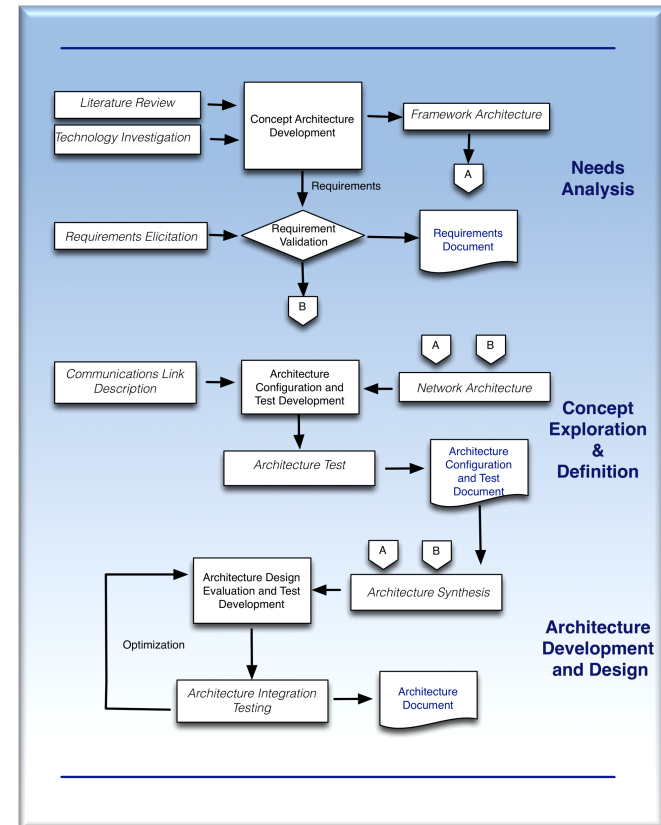 Literature Review
Technology Investigation
Concept Architecture
Development
Framework Architecture
A
Needs
Analysis
Requirements
Requirements Elicitation
Requirement
Validation
Requirements
Document
B
A
B
Communications Link
Description
Architecture
Configuration and
Test Development
Network Architecture
Concept
Exploration
&
Definition
Architecture Test
Architecture
Configuration
and Test
Document
A
B
Architecture Design
Evaluation and Test
Development
Architecture Synthesis
Optimization
Architecture
Development
and Design
Architecture Integration
Testing
Architecture
Document